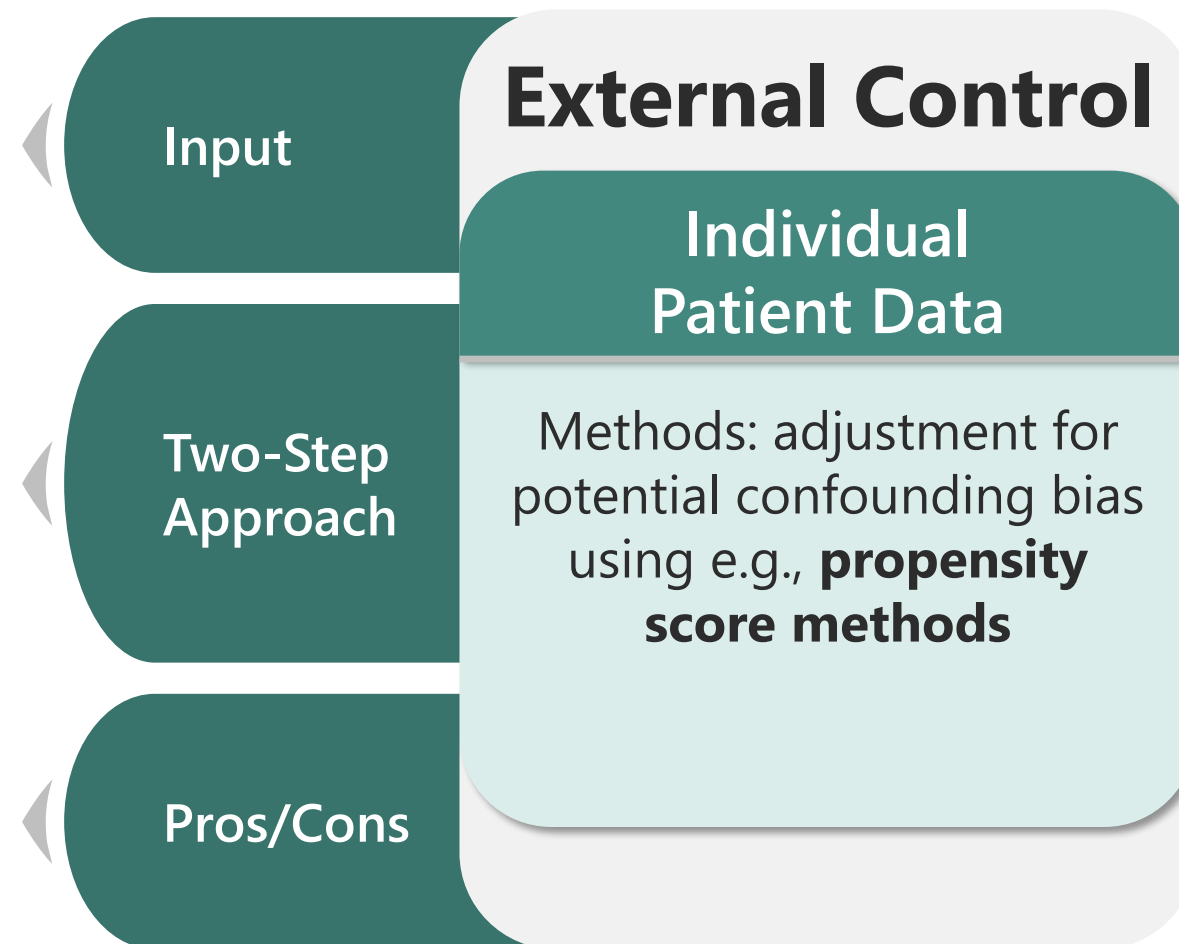 External Control
Input
Individual
Patient Data
Two-Step
Approach
Methods: adjustment for
potential confounding bias
using e.g., propensity
score methods
Pros/Cons